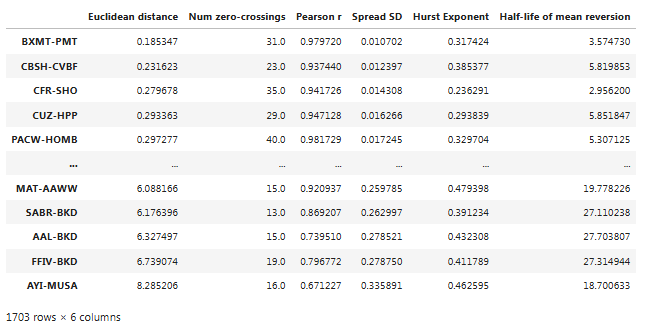 Euclidean distance Num zero-crossings Pearson r Spread SD Hurst Exponent Half-life of mean reversion
BXMT-PMT 0.185347 31.0 0.979720 0.010702 0.317424 3.574730
CBSH-CVBF 0.231623 23.0 0.937440 0.012397 0.385377 5.819853
CFR-SHO 0.279678 35.0 0.941726 0.014308 0.236291 2.956200
CUZ-HPP 0.293363 29.0 0.947128 0.016266 0.293839 5.851847
PACW-HOMB 0.297277 40.0 0.981729 0.017245 0.329704 5.307125
... ... ... ... ... ... ...
MAT-AAWW 6.088166 15.0 0.920937 0.259785 0.479398 19.778226
SABR-BKD 6.176396 13.0 0.869207 0.262997 0.391234 27.110238
AAL-BKD 6.327497 15.0 0.739510 0.278521 0.432308 27.703807
FFIV-BKD 6.739074 19.0 0.796772 0.278750 0.411789 27.314944
AYI-MUSA 8.285206 16.0 0.671227 0.335891 0.462595 18.700633
1703 rows × 6 columns